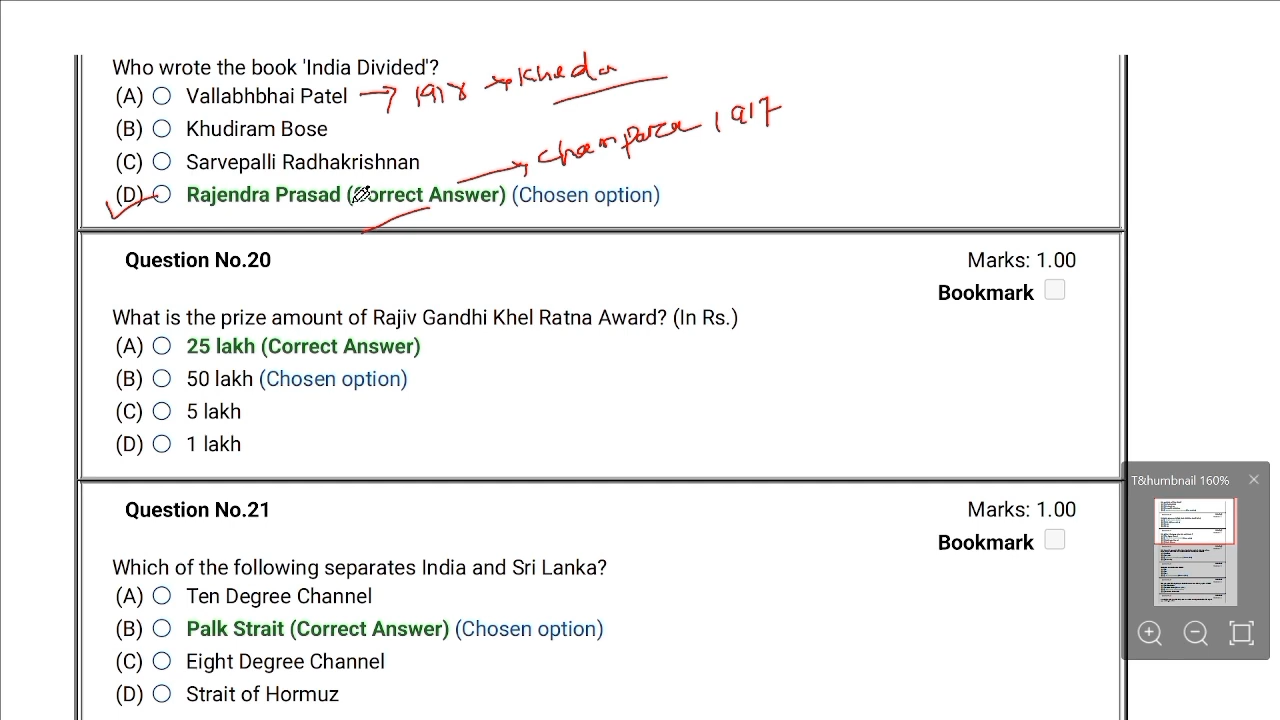 Who wrote the book 'India Divided'?
(A) Vallabhbhai Patel → 1918 → Kheda
(B) Khudiram Bose
(C) Sarvepalli Radhakrishnan
→ Champara 1917
(D) Rajendra Prasad (Correct Answer) (Chosen option)
Question No.20 Marks: 1.00
Bookmark
What is the prize amount of Rajiv Gandhi Khel Ratna Award? (In Rs.)
(A) 25 lakh (Correct Answer)
(B) 50 lakh (Chosen option)
(C) 5 lakh
(D) 1 lakh
Question No.21 Marks: 1.00
Bookmark
Which of the following separates India and Sri Lanka?
(A) Ten Degree Channel
(B) Palk Strait (Correct Answer) (Chosen option)
(C) Eight Degree Channel
(D) Strait of Hormuz
T&humbnail 160%